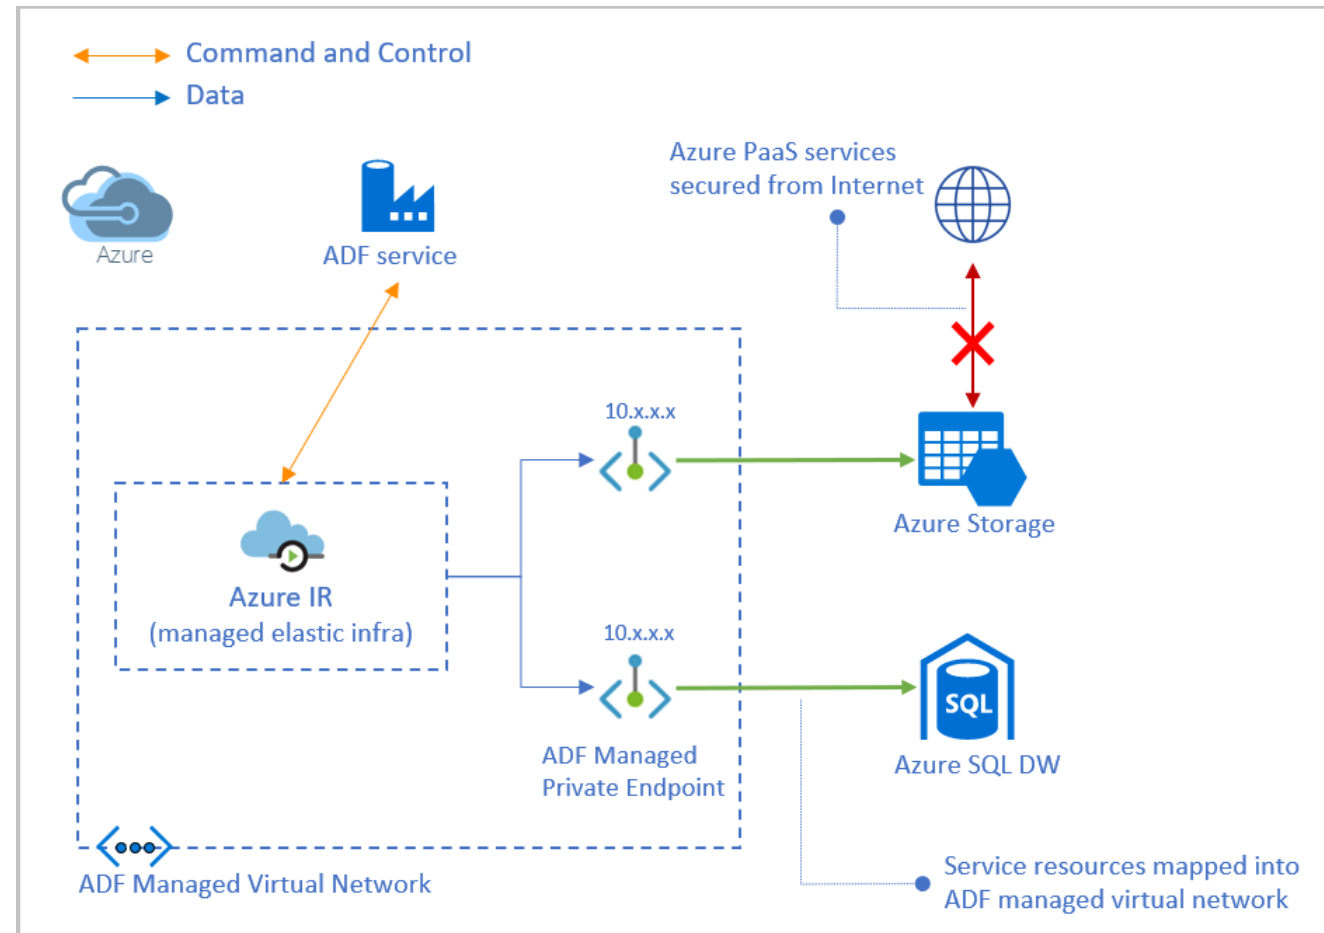 Command and Control
Data
Azure PaaS services
secured from Internet
Azure
ADF service
10.x.x.x
Azure Storage
Azure IR
(managed elastic infra)
10.x.x.x
SQL
ADF Managed
Private Endpoint
Azure SQL DW
ADF Managed Virtual Network
Service resources mapped into
ADF managed virtual network